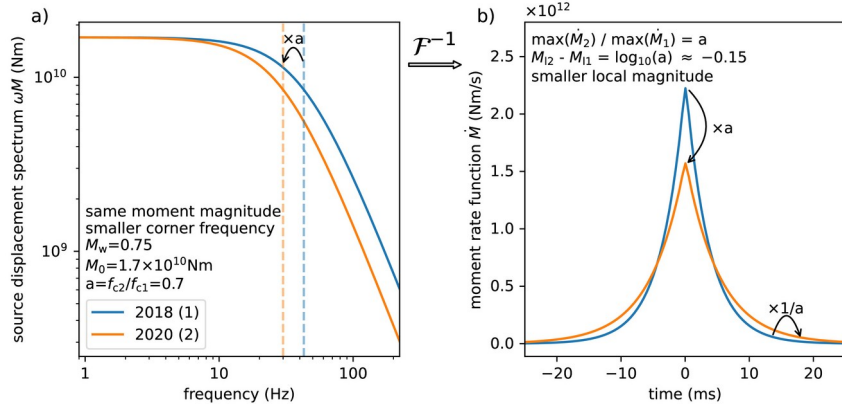 a)
source displacement spectrum ωM (Nm)
10¹⁰
10⁹
×a
same moment magnitude
smaller corner frequency
M_w=0.75
M_0=1.7×10¹⁰Nm
a=f_c2/f_c1=0.7
2018 (1)
2020 (2)
1 10 100
frequency (Hz)
ℱ⁻¹
b)
×10¹²
moment rate function Ṁ (Nm/s)
2.5
2.0
1.5
1.0
0.5
0.0
max(Ṁ₂) / max(Ṁ₁) = a
M_l2 - M_l1 = log₁₀(a) ≈ −0.15
smaller local magnitude
×a
×1/a
−20 −10 0 10 20
time (ms)